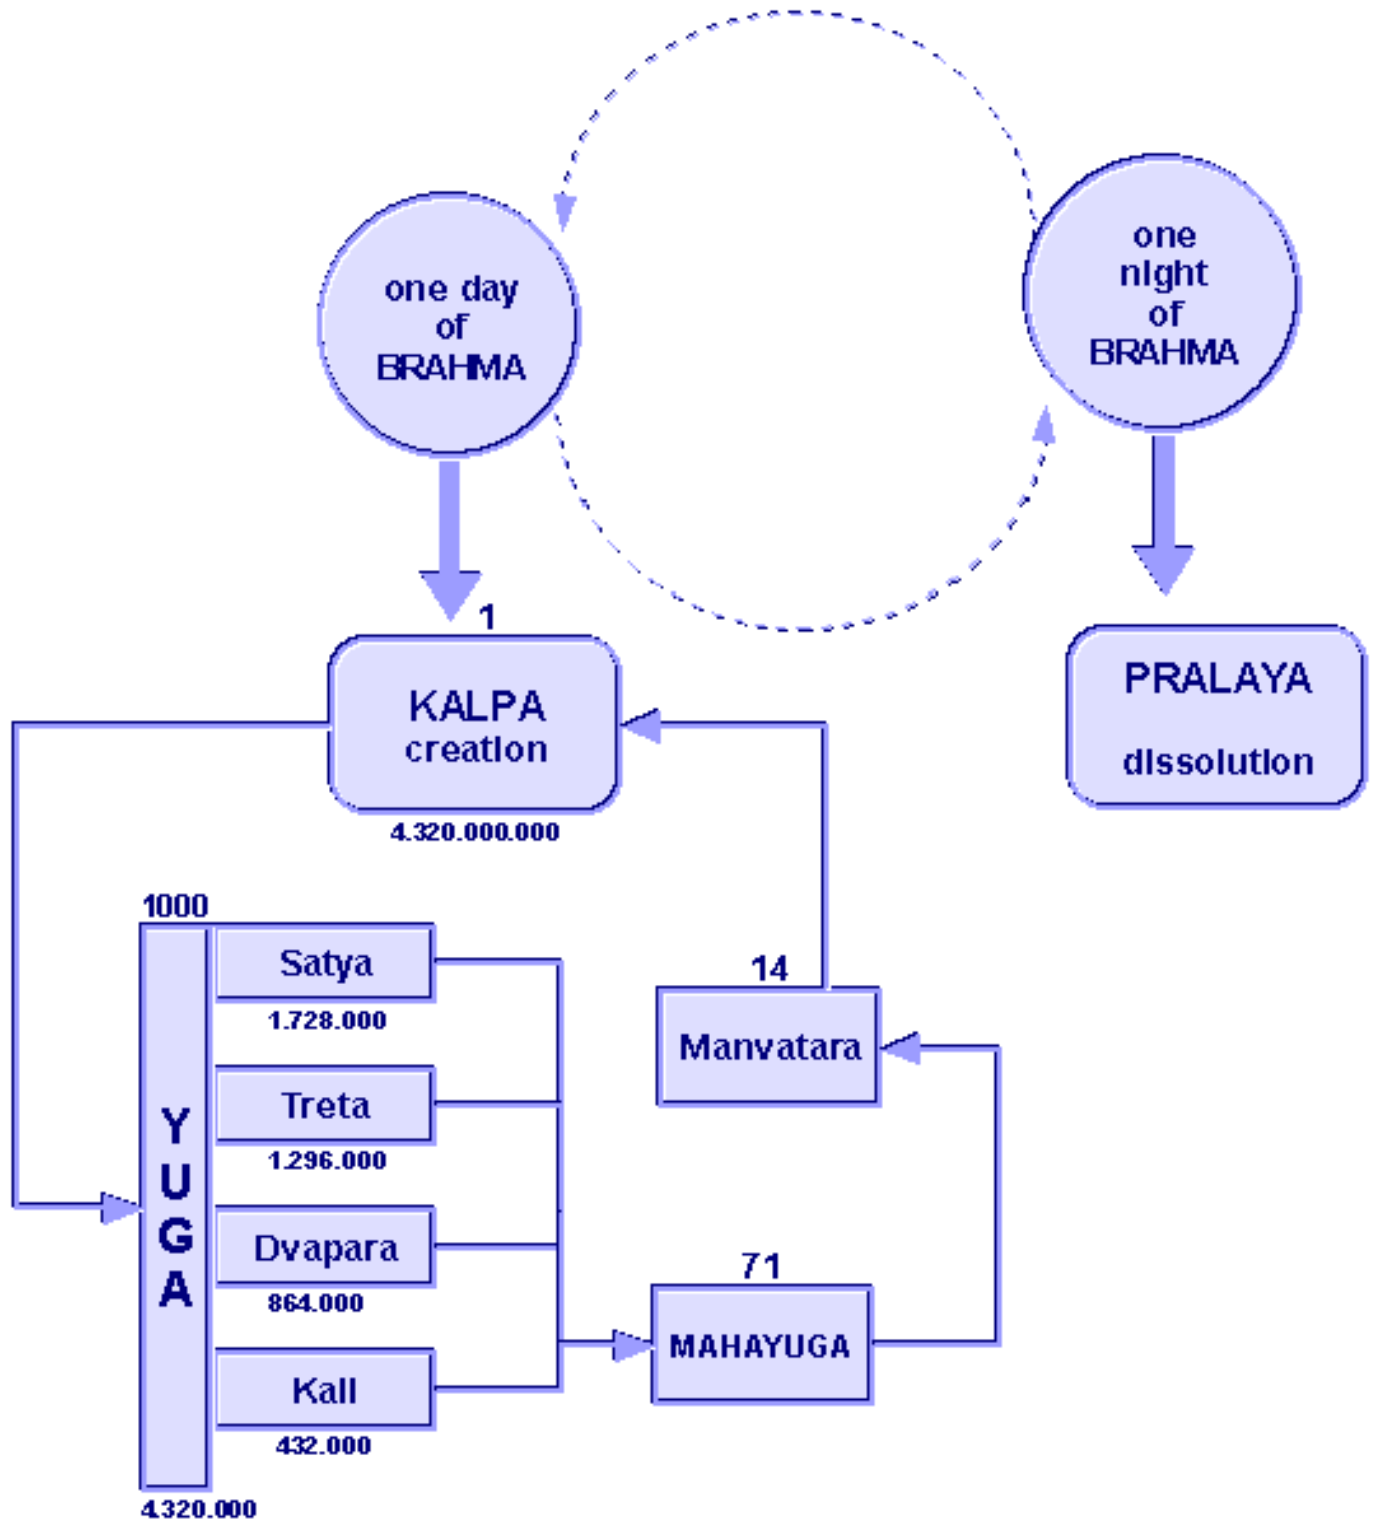 one day
of
BRAHMA
one
night
of
BRAHMA
1
KALPA
creation
4.320.000.000
PRALAYA
dissolution
1000
YUGA
Satya
1.728.000
Treta
1.296.000
Dvapara
864.000
Kali
432.000
4.320.000
14
Manvatara
71
MAHAYUGA